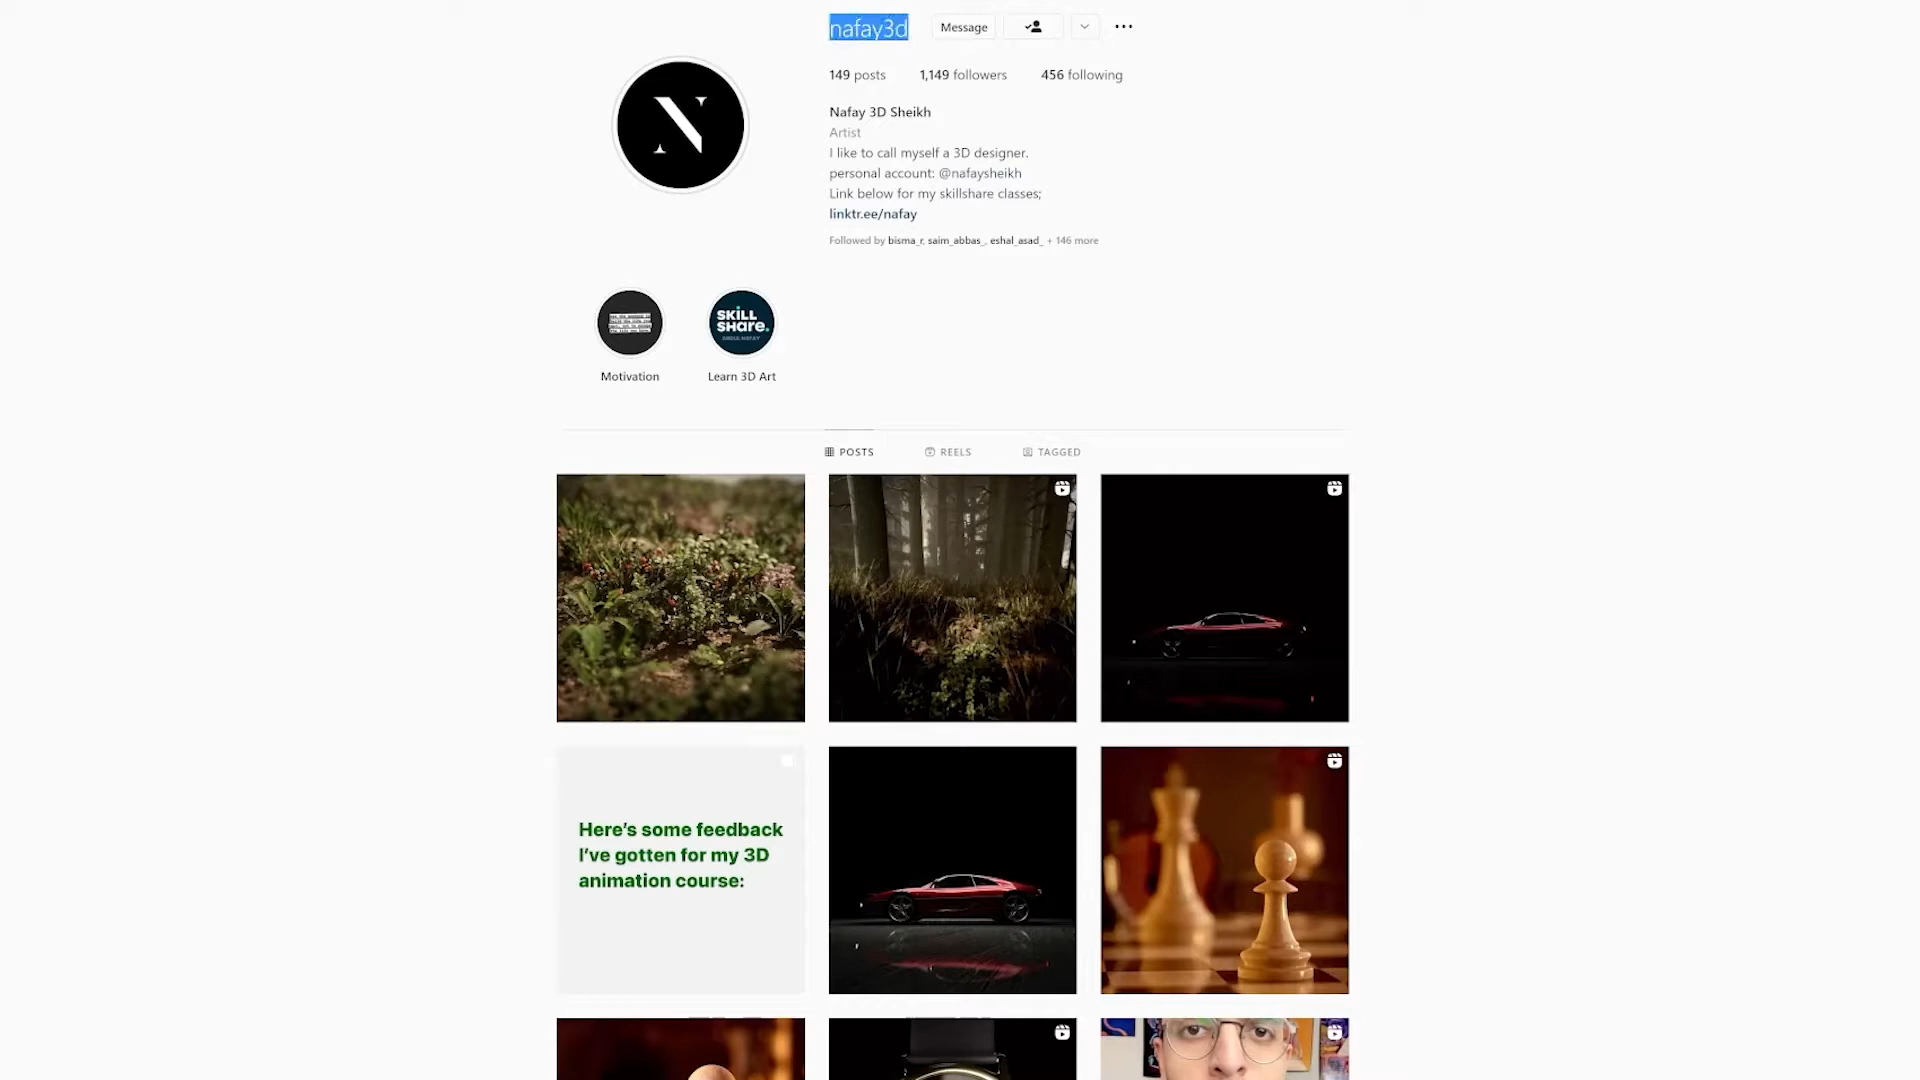 nafay3d Message
149 posts 1,149 followers 456 following
Nafay 3D Sheikh
Artist
I like to call myself a 3D designer.
personal account: @nafaysheikh
Link below for my skillshare classes;
linktr.ee/nafay
Followed by bisma_r, saim_abbas_, eshal_asad_ + 146 more
N
SKILL
SHARE.
Motivation Learn 3D Art
POSTS REELS TAGGED
Here's some feedback
I've gotten for my 3D
animation course: